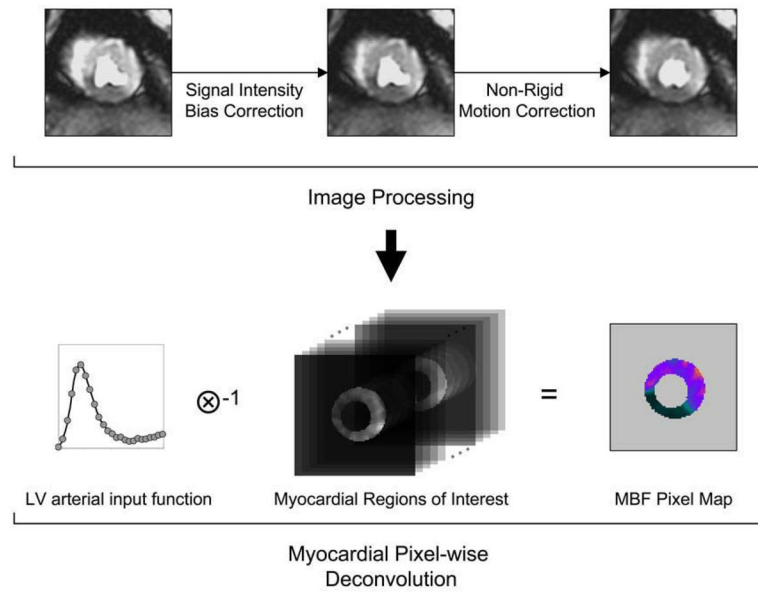 Signal Intensity
Bias Correction
Non-Rigid
Motion Correction
Image Processing
⊗-1
=
LV arterial input function
Myocardial Regions of Interest
MBF Pixel Map
Myocardial Pixel-wise
Deconvolution